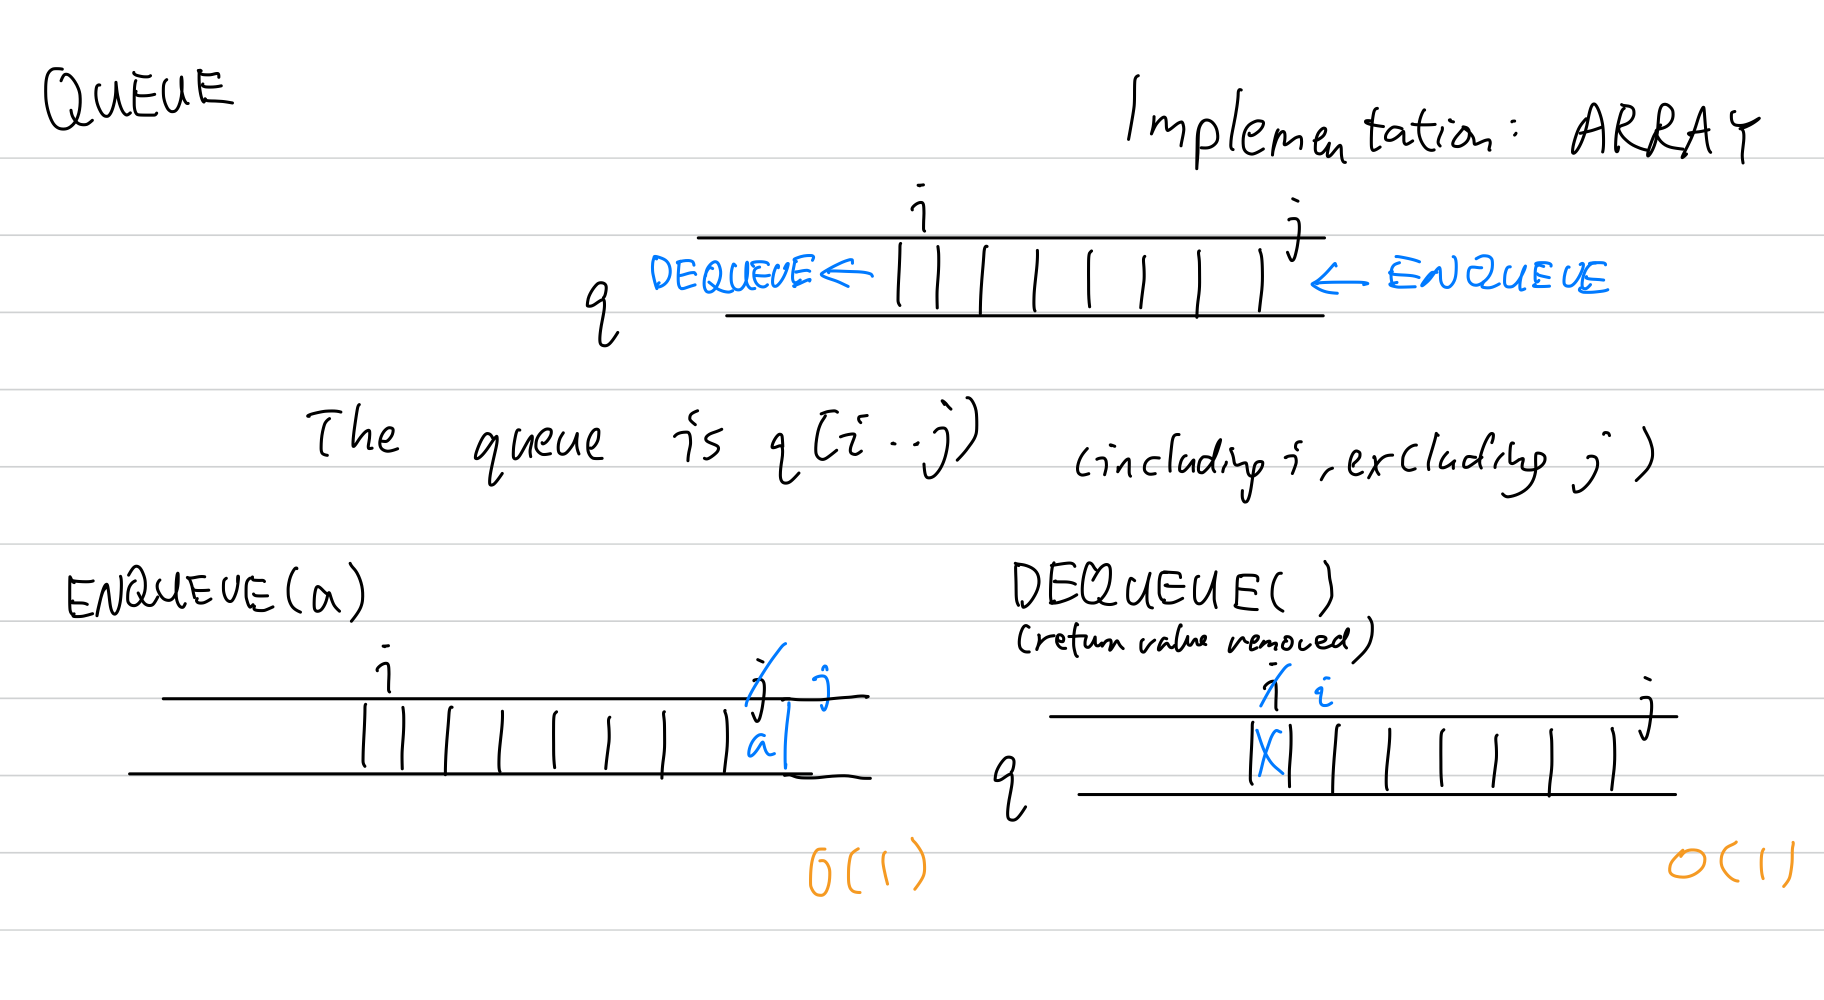 QUEUE
Implementation: ARRAY
i j
q DEQUEUE ← ← ENQUEUE
The queue is q[i..j) (including i, excluding j)
ENQUEUE(a)
DEQUEUE()
(return value removed)
i j j
a
i i j
q X
O(1)
O(1)